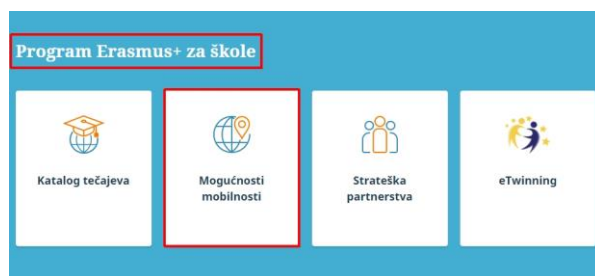 Program Erasmus+ za škole
Katalog tečajeva
Mogućnosti
mobilnosti
Strateška
partnerstva
eTwinning